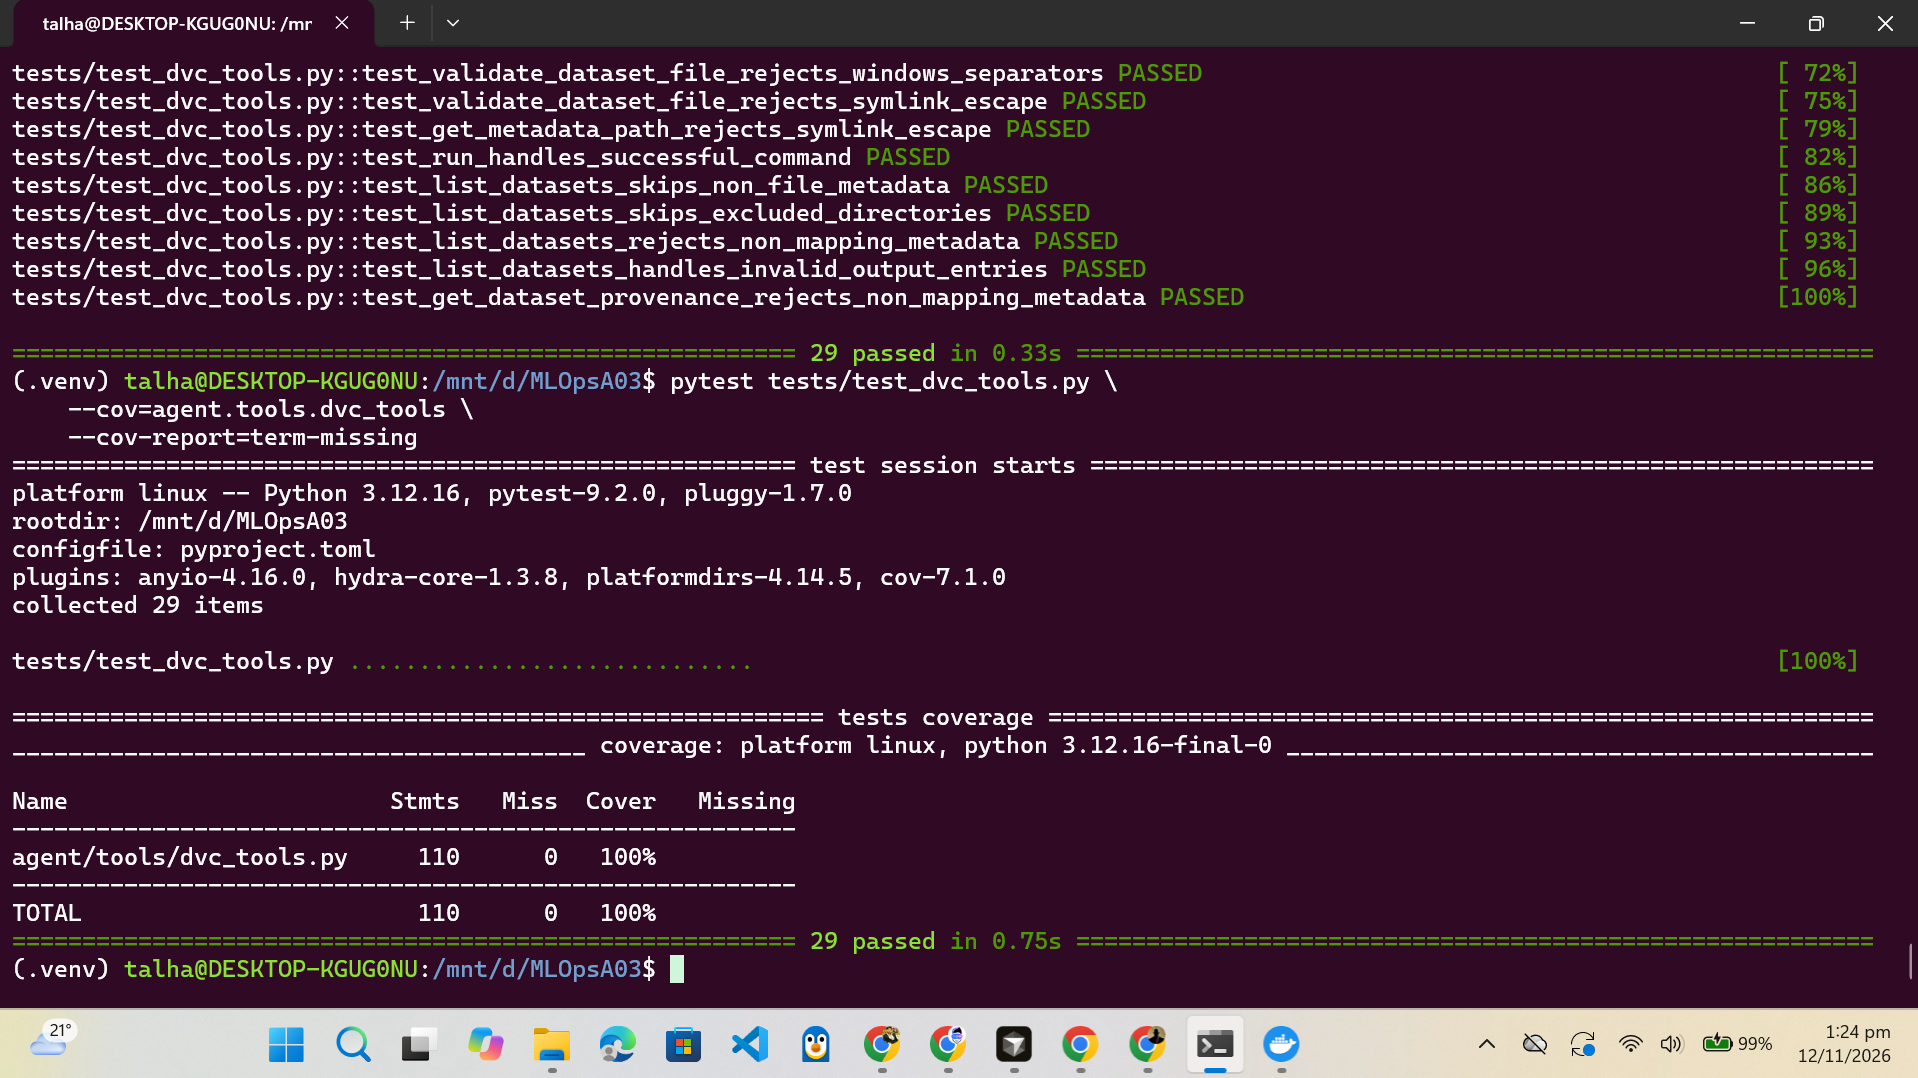 talha@DESKTOP-KGUG0NU: /mr
tests/test_dvc_tools.py::test_validate_dataset_file_rejects_windows_separators PASSED [ 72%]
tests/test_dvc_tools.py::test_validate_dataset_file_rejects_symlink_escape PASSED [ 75%]
tests/test_dvc_tools.py::test_get_metadata_path_rejects_symlink_escape PASSED [ 79%]
tests/test_dvc_tools.py::test_run_handles_successful_command PASSED [ 82%]
tests/test_dvc_tools.py::test_list_datasets_skips_non_file_metadata PASSED [ 86%]
tests/test_dvc_tools.py::test_list_datasets_skips_excluded_directories PASSED [ 89%]
tests/test_dvc_tools.py::test_list_datasets_rejects_non_mapping_metadata PASSED [ 93%]
tests/test_dvc_tools.py::test_list_datasets_handles_invalid_output_entries PASSED [ 96%]
tests/test_dvc_tools.py::test_get_dataset_provenance_rejects_non_mapping_metadata PASSED [100%]
======================================================== 29 passed in 0.33s =========================================================
(.venv) talha@DESKTOP-KGUG0NU:/mnt/d/MLOpsA03$ pytest tests/test_dvc_tools.py \
--cov=agent.tools.dvc_tools \
--cov-report=term-missing
======================================================== test session starts ========================================================
platform linux -- Python 3.12.16, pytest-9.2.0, pluggy-1.7.0
rootdir: /mnt/d/MLOpsA03
configfile: pyproject.toml
plugins: anyio-4.16.0, hydra-core-1.3.8, platformdirs-4.14.5, cov-7.1.0
collected 29 items
tests/test_dvc_tools.py ............................. [100%]
========================================================== tests coverage ===========================================================
_________________________________________ coverage: platform linux, python 3.12.16-final-0 __________________________________________
Name Stmts Miss Cover Missing
--------------------------------------------------------
agent/tools/dvc_tools.py 110 0 100%
--------------------------------------------------------
TOTAL 110 0 100%
======================================================== 29 passed in 0.75s =========================================================
(.venv) talha@DESKTOP-KGUG0NU:/mnt/d/MLOpsA03$
21°
99%
1:24 pm
12/11/2026